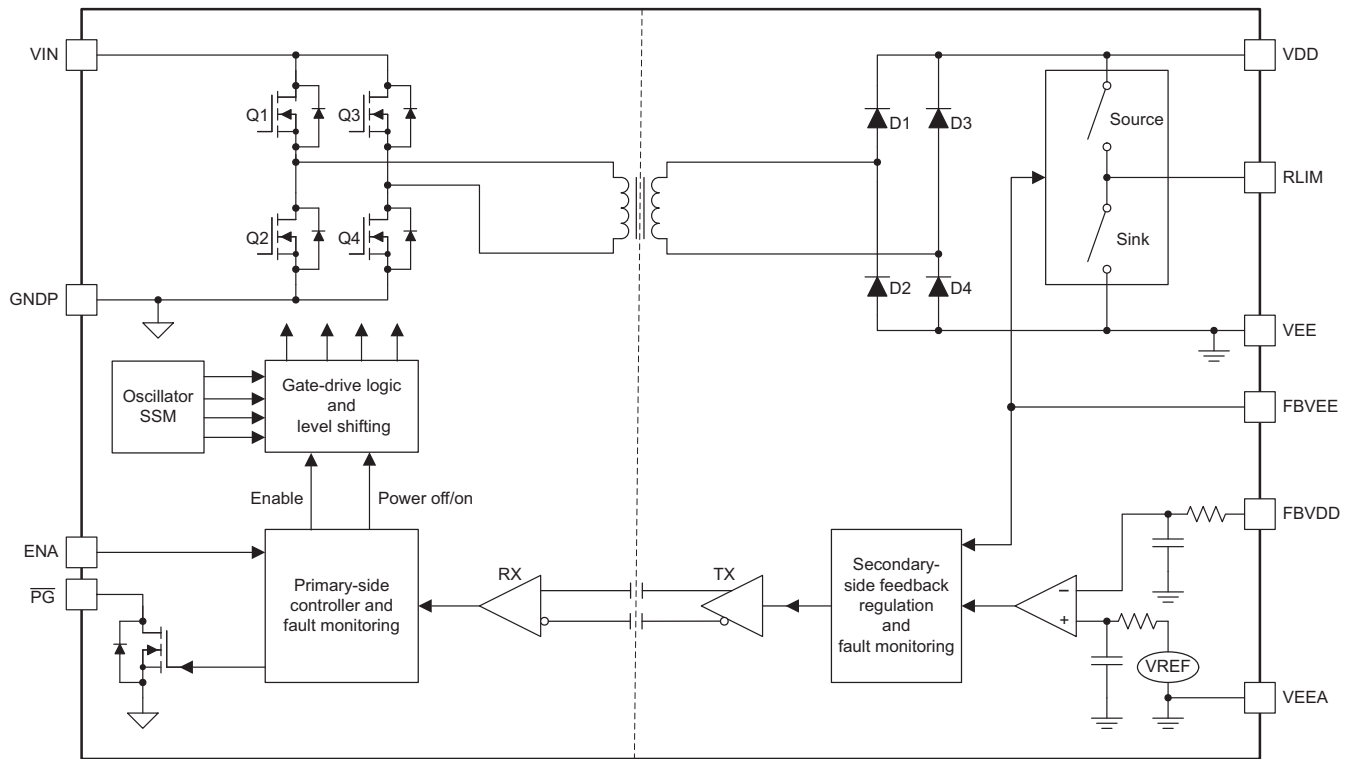 VIN
VDD
Q1
Q3
D1
D3
Source
RLIM
Q2
Q4
Sink
GNDP
D2
D4
VEE
Oscillator
SSM
Gate-drive logic
and
level shifting
FBVEE
Enable
Power off/on
FBVDD
ENA
PG
Primary-side
controller and
fault monitoring
RX
TX
Secondary-
side feedback
regulation
and
fault monitoring
–
+
VREF
VEEA